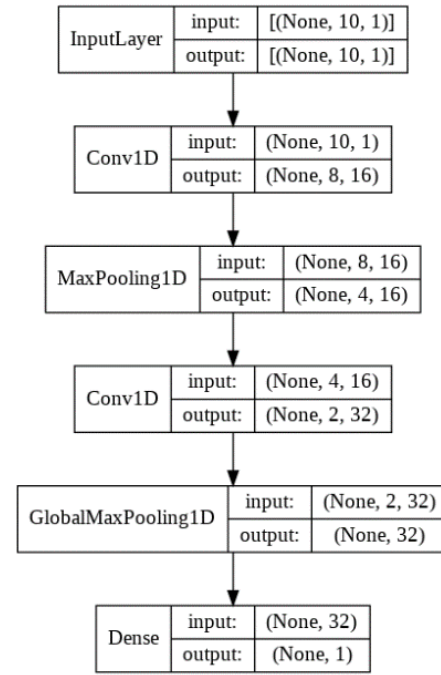 InputLayer input: [(None, 10, 1)]
output: [(None, 10, 1)]
Conv1D input: (None, 10, 1)
output: (None, 8, 16)
MaxPooling1D input: (None, 8, 16)
output: (None, 4, 16)
Conv1D input: (None, 4, 16)
output: (None, 2, 32)
GlobalMaxPooling1D input: (None, 2, 32)
output: (None, 32)
Dense input: (None, 32)
output: (None, 1)